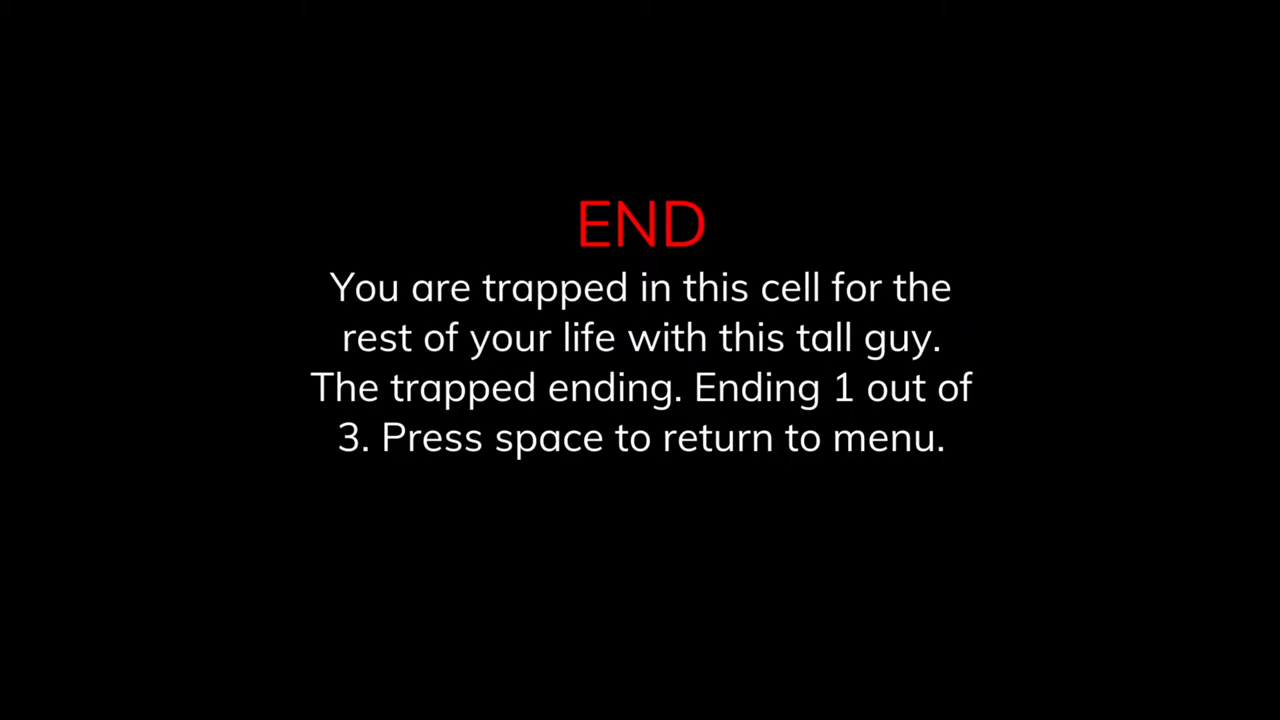 END
You are trapped in this cell for the
rest of your life with this tall guy.
The trapped ending. Ending 1 out of
3. Press space to return to menu.